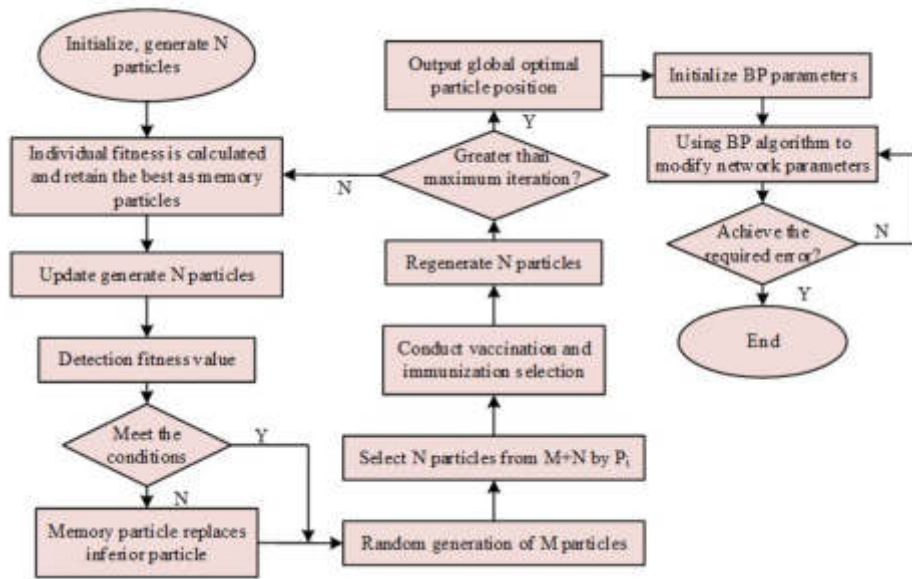 Initialize, generate N
particles
Individual fitness is calculated
and retain the best as memory
particles
Update generate N particles
Detection fitness value
Meet the
conditions
Y
N
Memory particle replaces
inferior particle
Random generation of M particles
Select N particles from M+N by Pi
Conduct vaccination and
immunization selection
Regenerate N particles
Greater than
maximum iteration?
N
Y
Output global optimal
particle position
Initialize BP parameters
Using BP algorithm to
modify network parameters
Achieve the
required error?
N
Y
End